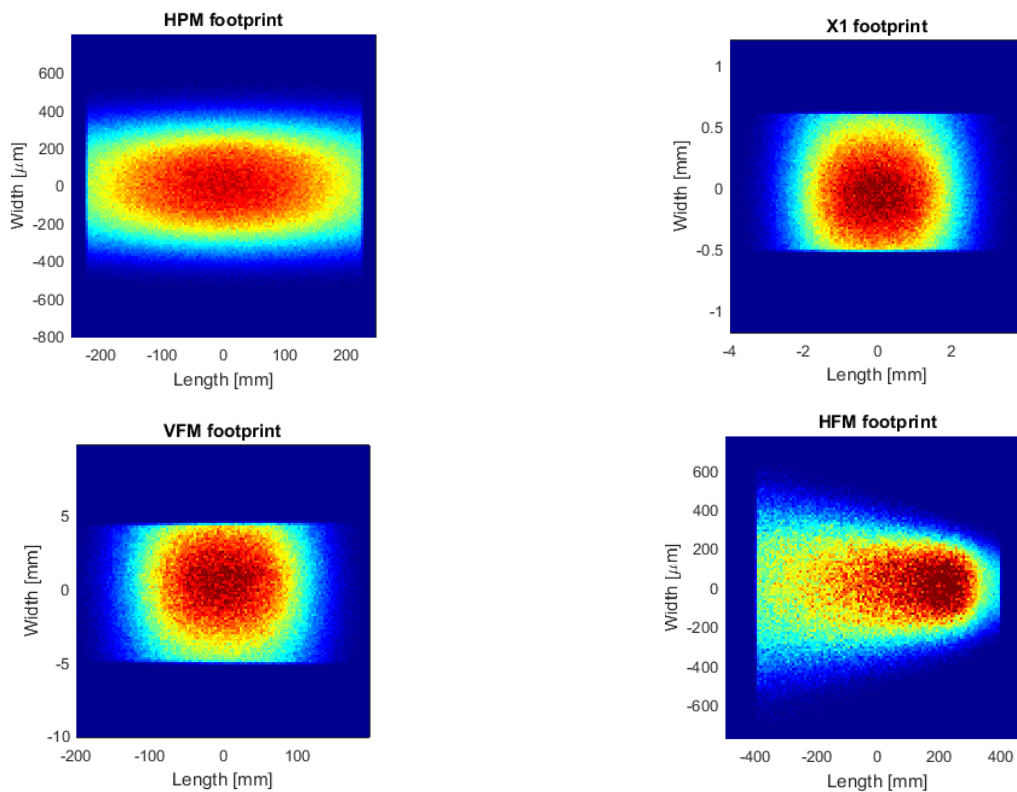 HPM footprint
600
400
200
0
-200
-400
-600
-800
Width [μm]
-200 -100 0 100 200
Length [mm]
X1 footprint
1
0.5
0
-0.5
-1
Width [mm]
-4 -2 0 2
Length [mm]
VFM footprint
5
0
-5
-10
Width [mm]
-200 -100 0 100
Length [mm]
HFM footprint
600
400
200
0
-200
-400
-600
Width [μm]
-400 -200 0 200 400
Length [mm]